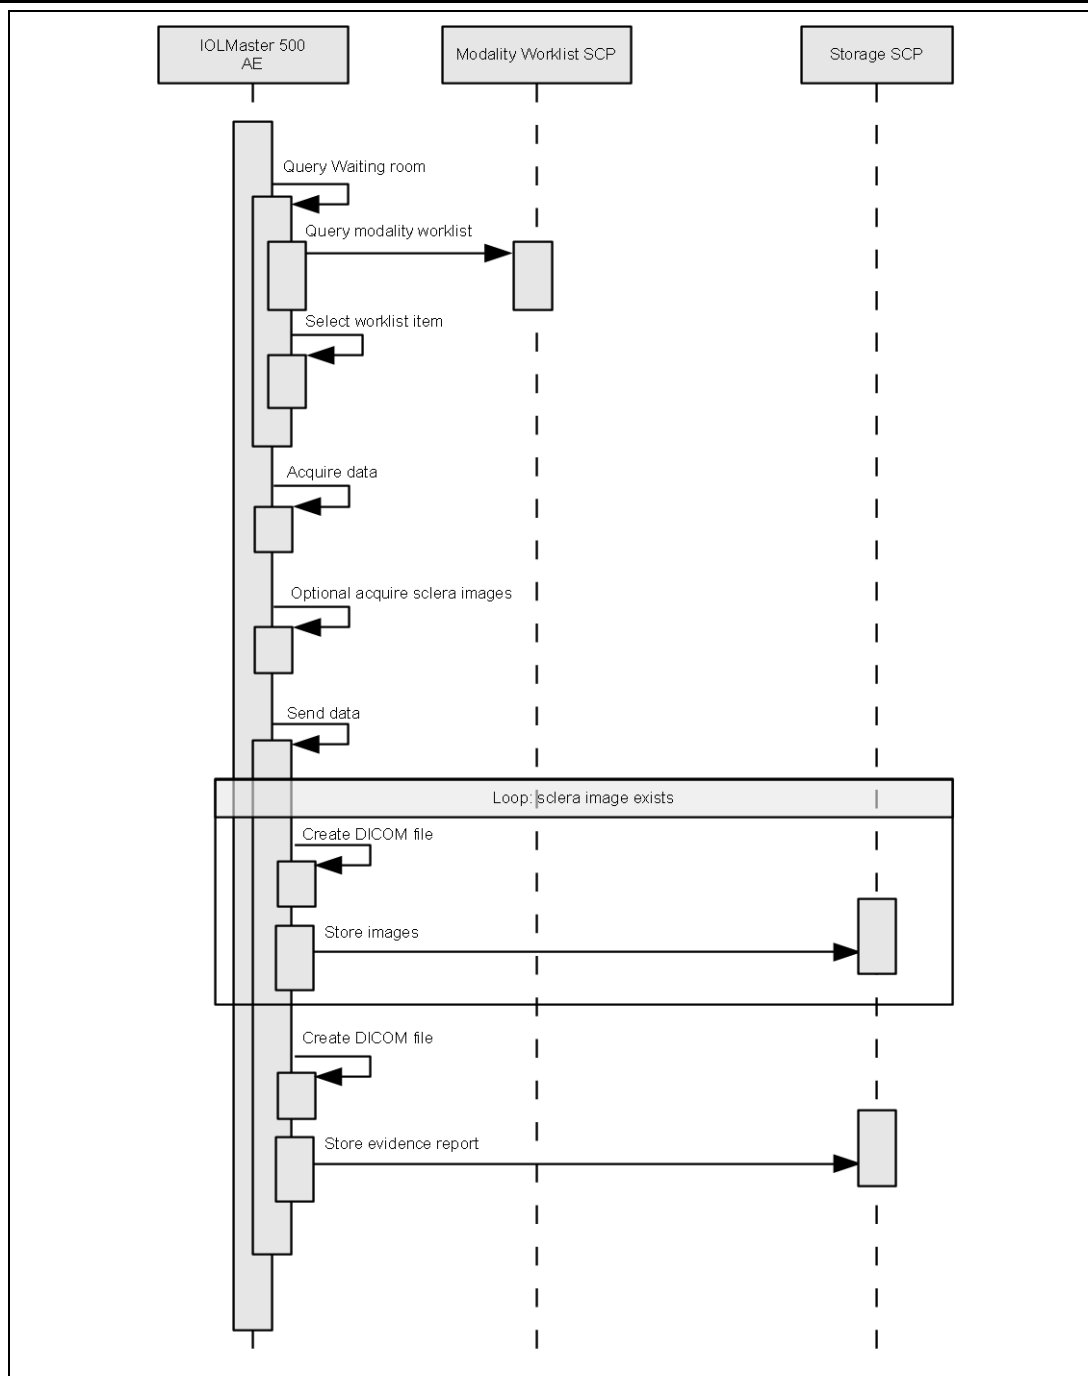 IOLMaster 500
AE
Modality Worklist SCP
Storage SCP
Query Waiting room
Query modality worklist
Select worklist item
Acquire data
Optional acquire sclera images
Send data
Loop: sclera image exists
Create DICOM file
Store images
Create DICOM file
Store evidence report